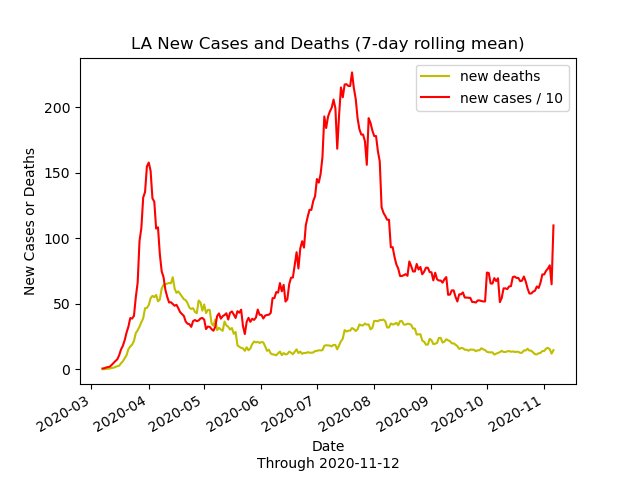 LA New Cases and Deaths (7-day rolling mean)
new deaths
new cases / 10
200
150
100
50
0
New Cases or Deaths
2020-03
2020-04
2020-05
2020-06
2020-07
2020-08
2020-09
2020-10
2020-11
Date
Through 2020-11-12